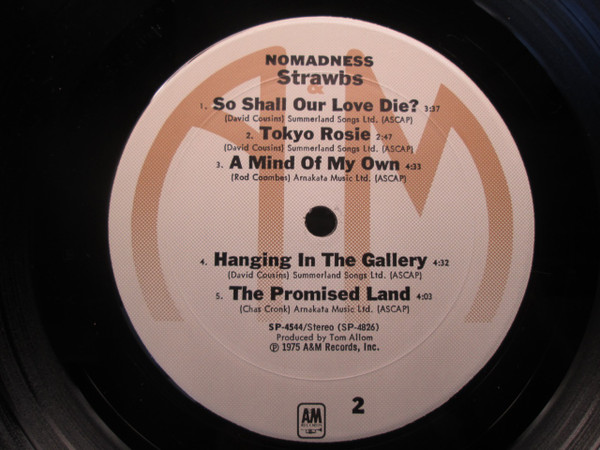 NOMADNESS
Strawbs
&
1. So Shall Our Love Die? 3:37
(David Cousins) Summerland Songs Ltd. (ASCAP)
2. Tokyo Rosie 2:47
(David Cousins) Summerland Songs Ltd. (ASCAP)
3. A Mind Of My Own 4:33
(Rod Coombes) Arnakata Music Ltd. (ASCAP)
4. Hanging In The Gallery 4:32
(David Cousins) Summerland Songs Ltd. (ASCAP)
5. The Promised Land 4:03
(Chas Cronk) Arnakata Music Ltd. (ASCAP)
SP-4544/Stereo (SP-4826)
Produced by Tom Allom
℗ 1975 A&M Records, Inc.
AM
RECORDS
2